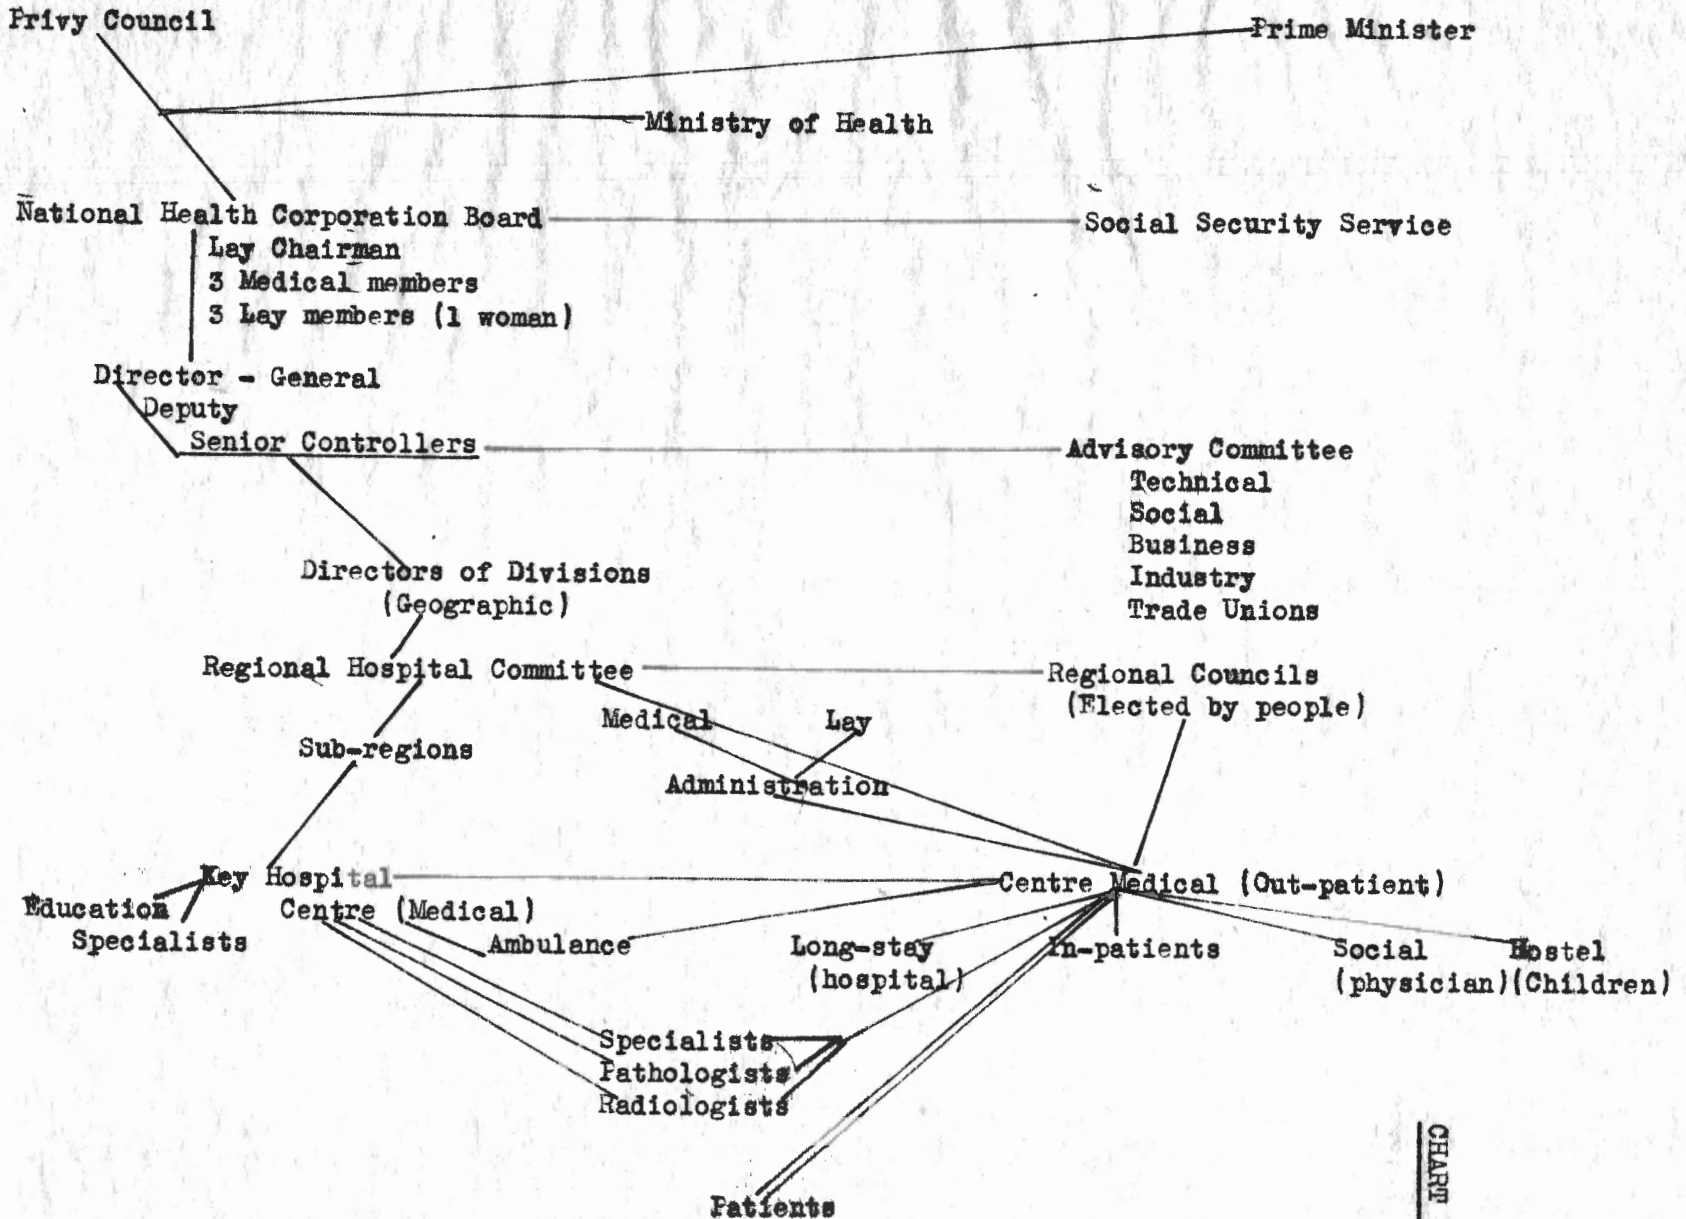 Privy Council
Prime Minister
Ministry of Health
National Health Corporation Board
Social Security Service
Lay Chairman
3 Medical members
3 Lay members (1 woman)
Director - General
Deputy
Senior Controllers
Advisory Committee
Technical
Social
Business
Industry
Trade Unions
Directors of Divisions
(Geographic)
Regional Hospital Committee
Regional Councils
(Elected by people)
Medical
Lay
Sub-regions
Administration
Key Hospital
Centre Medical (Out-patient)
Education
Centre (Medical)
Specialists
Ambulance
Long-stay
(hospital)
In-patients
Social
(physician)
Hostel
(Children)
Specialists
Pathologists
Radiologists
Patients
CHART